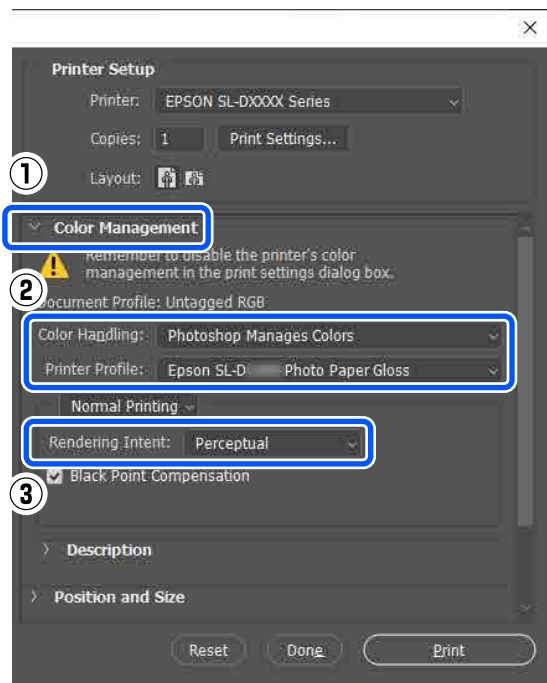 Printer Setup
Printer: EPSON SL-DXXXX Series
Copies: 1 Print Settings...
①
Layout:
Color Management
Remember to disable the printer's color
management in the print settings dialog box.
②
Document Profile: Untagged RGB
Color Handling: Photoshop Manages Colors
Printer Profile: Epson SL-D Photo Paper Gloss
Normal Printing
Rendering Intent: Perceptual
Black Point Compensation
③
Description
Position and Size
Reset Done Print